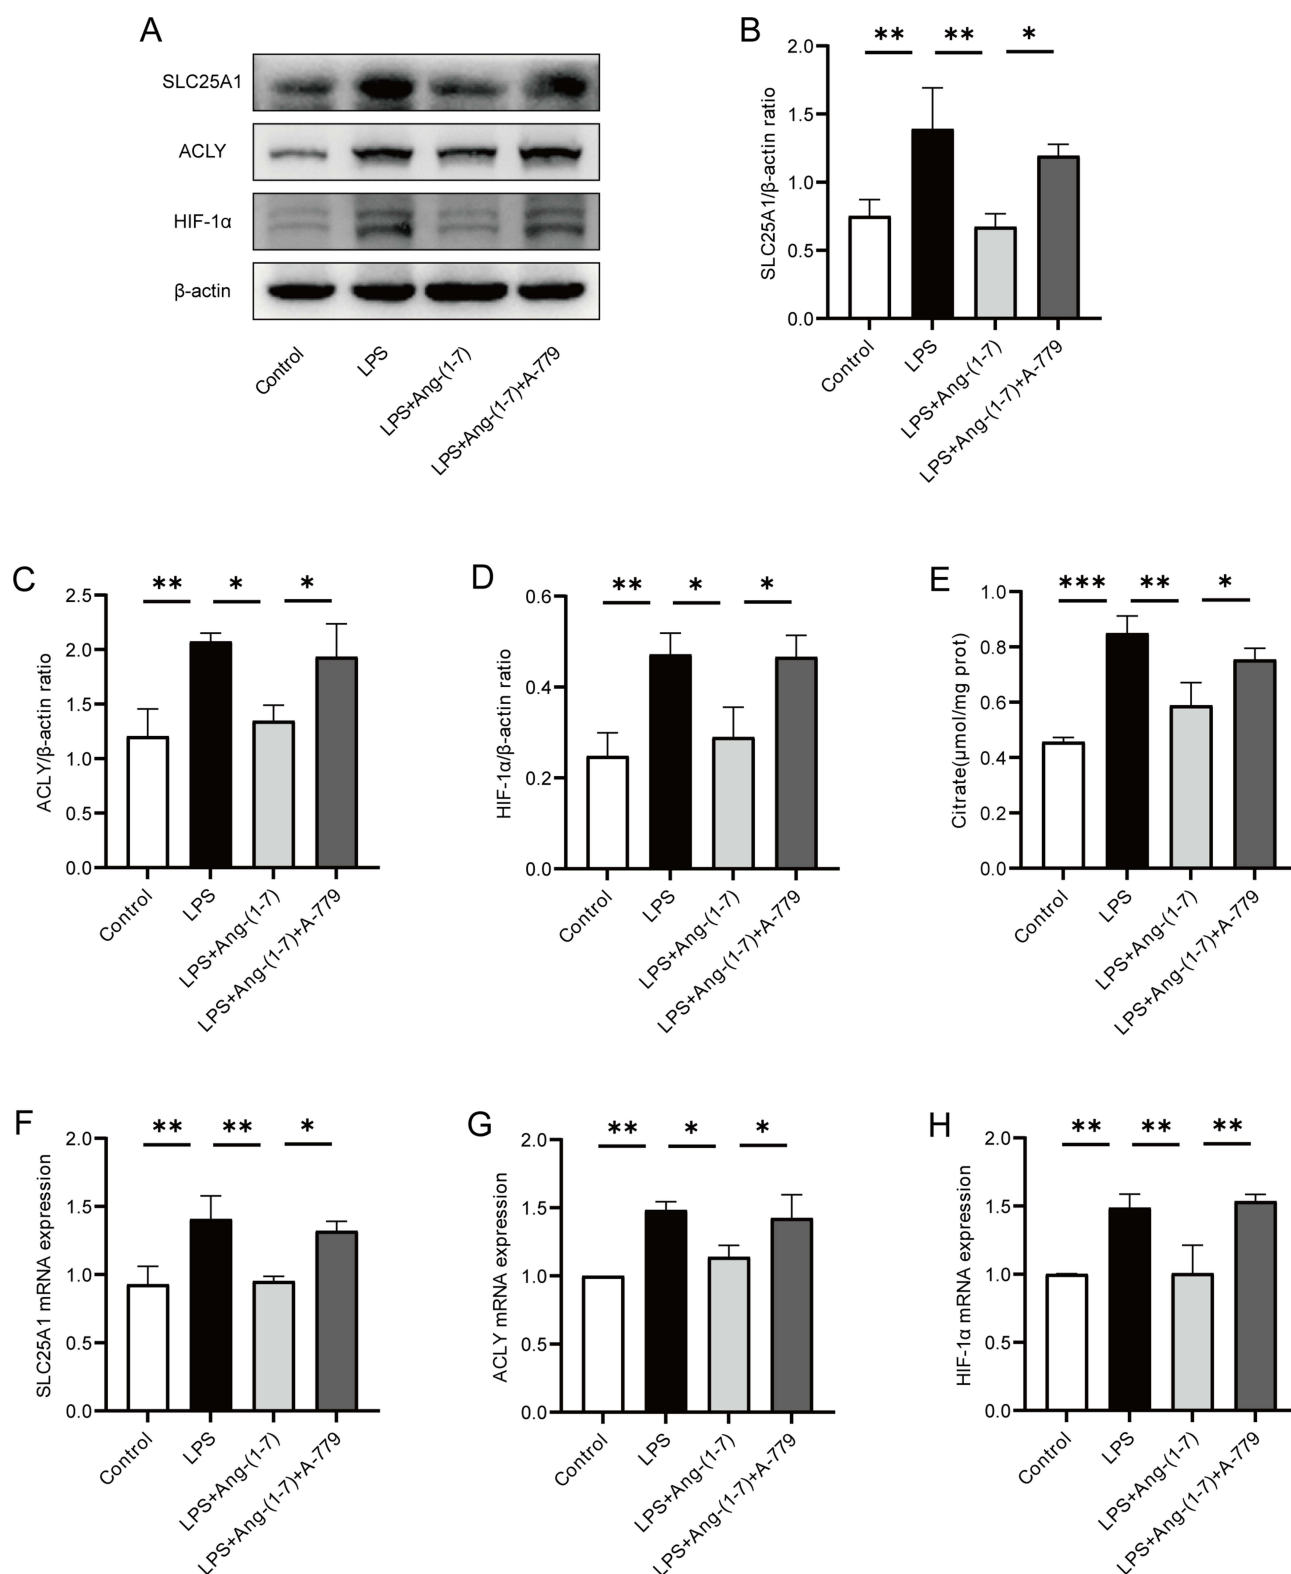 A
SLC25A1
ACLY
HIF-1α
β-actin
Control
LPS
LPS+Ang-(1-7)
LPS+Ang-(1-7)+A-779
B
** ** *
SLC25A1/β-actin ratio
2.0
1.5
1.0
0.5
0.0
Control
LPS
LPS+Ang-(1-7)
LPS+Ang-(1-7)+A-779
C
** * *
ACLY/β-actin ratio
2.5
2.0
1.5
1.0
0.5
0.0
Control
LPS
LPS+Ang-(1-7)
LPS+Ang-(1-7)+A-779
D
** * *
HIF-1α/β-actin ratio
0.6
0.4
0.2
0.0
Control
LPS
LPS+Ang-(1-7)
LPS+Ang-(1-7)+A-779
E
*** ** *
Citrate(μmol/mg prot)
1.0
0.8
0.6
0.4
0.2
0.0
Control
LPS
LPS+Ang-(1-7)
LPS+Ang-(1-7)+A-779
F
** ** *
SLC25A1 mRNA expression
2.0
1.5
1.0
0.5
0.0
Control
LPS
LPS+Ang-(1-7)
LPS+Ang-(1-7)+A-779
G
** * *
ACLY mRNA expression
2.0
1.5
1.0
0.5
0.0
Control
LPS
LPS+Ang-(1-7)
LPS+Ang-(1-7)+A-779
H
** ** **
HIF-1α mRNA expression
2.0
1.5
1.0
0.5
0.0
Control
LPS
LPS+Ang-(1-7)
LPS+Ang-(1-7)+A-779